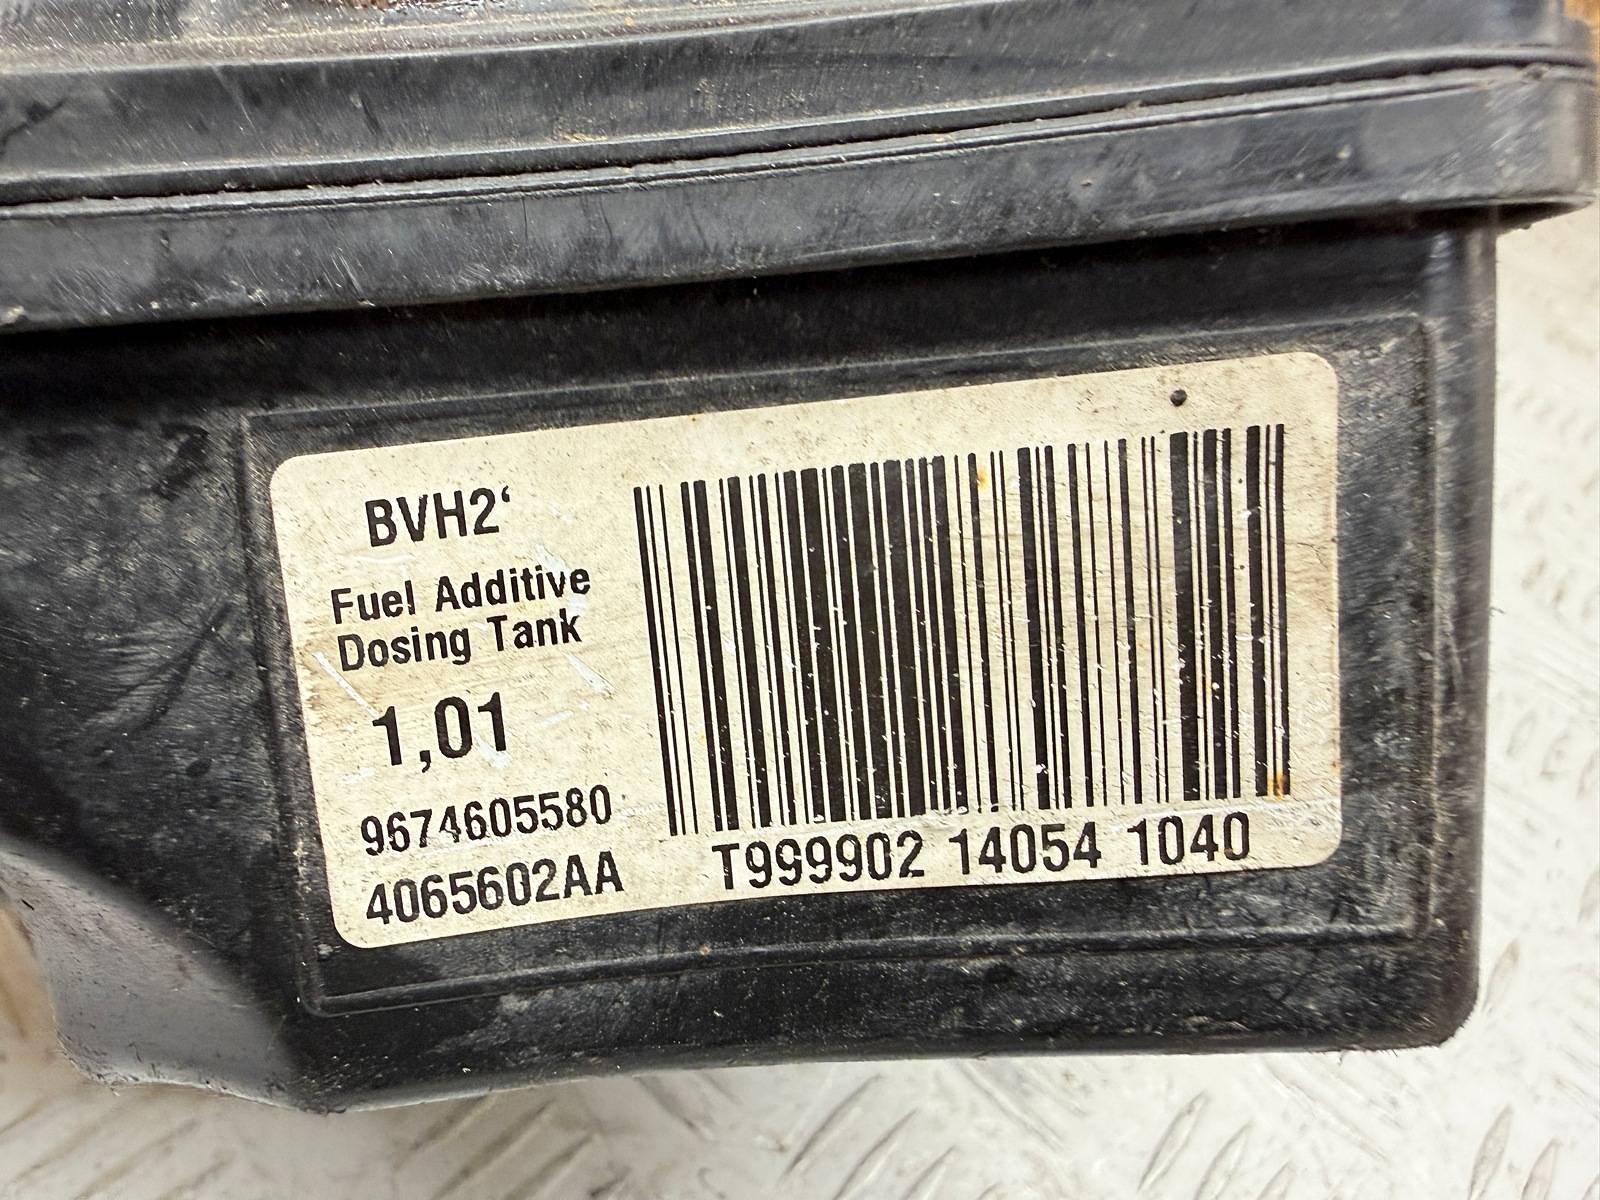 BVH2‘
Fuel Additive
Dosing Tank
1,01
9674605580
4065602AA
T999902 14054 1040